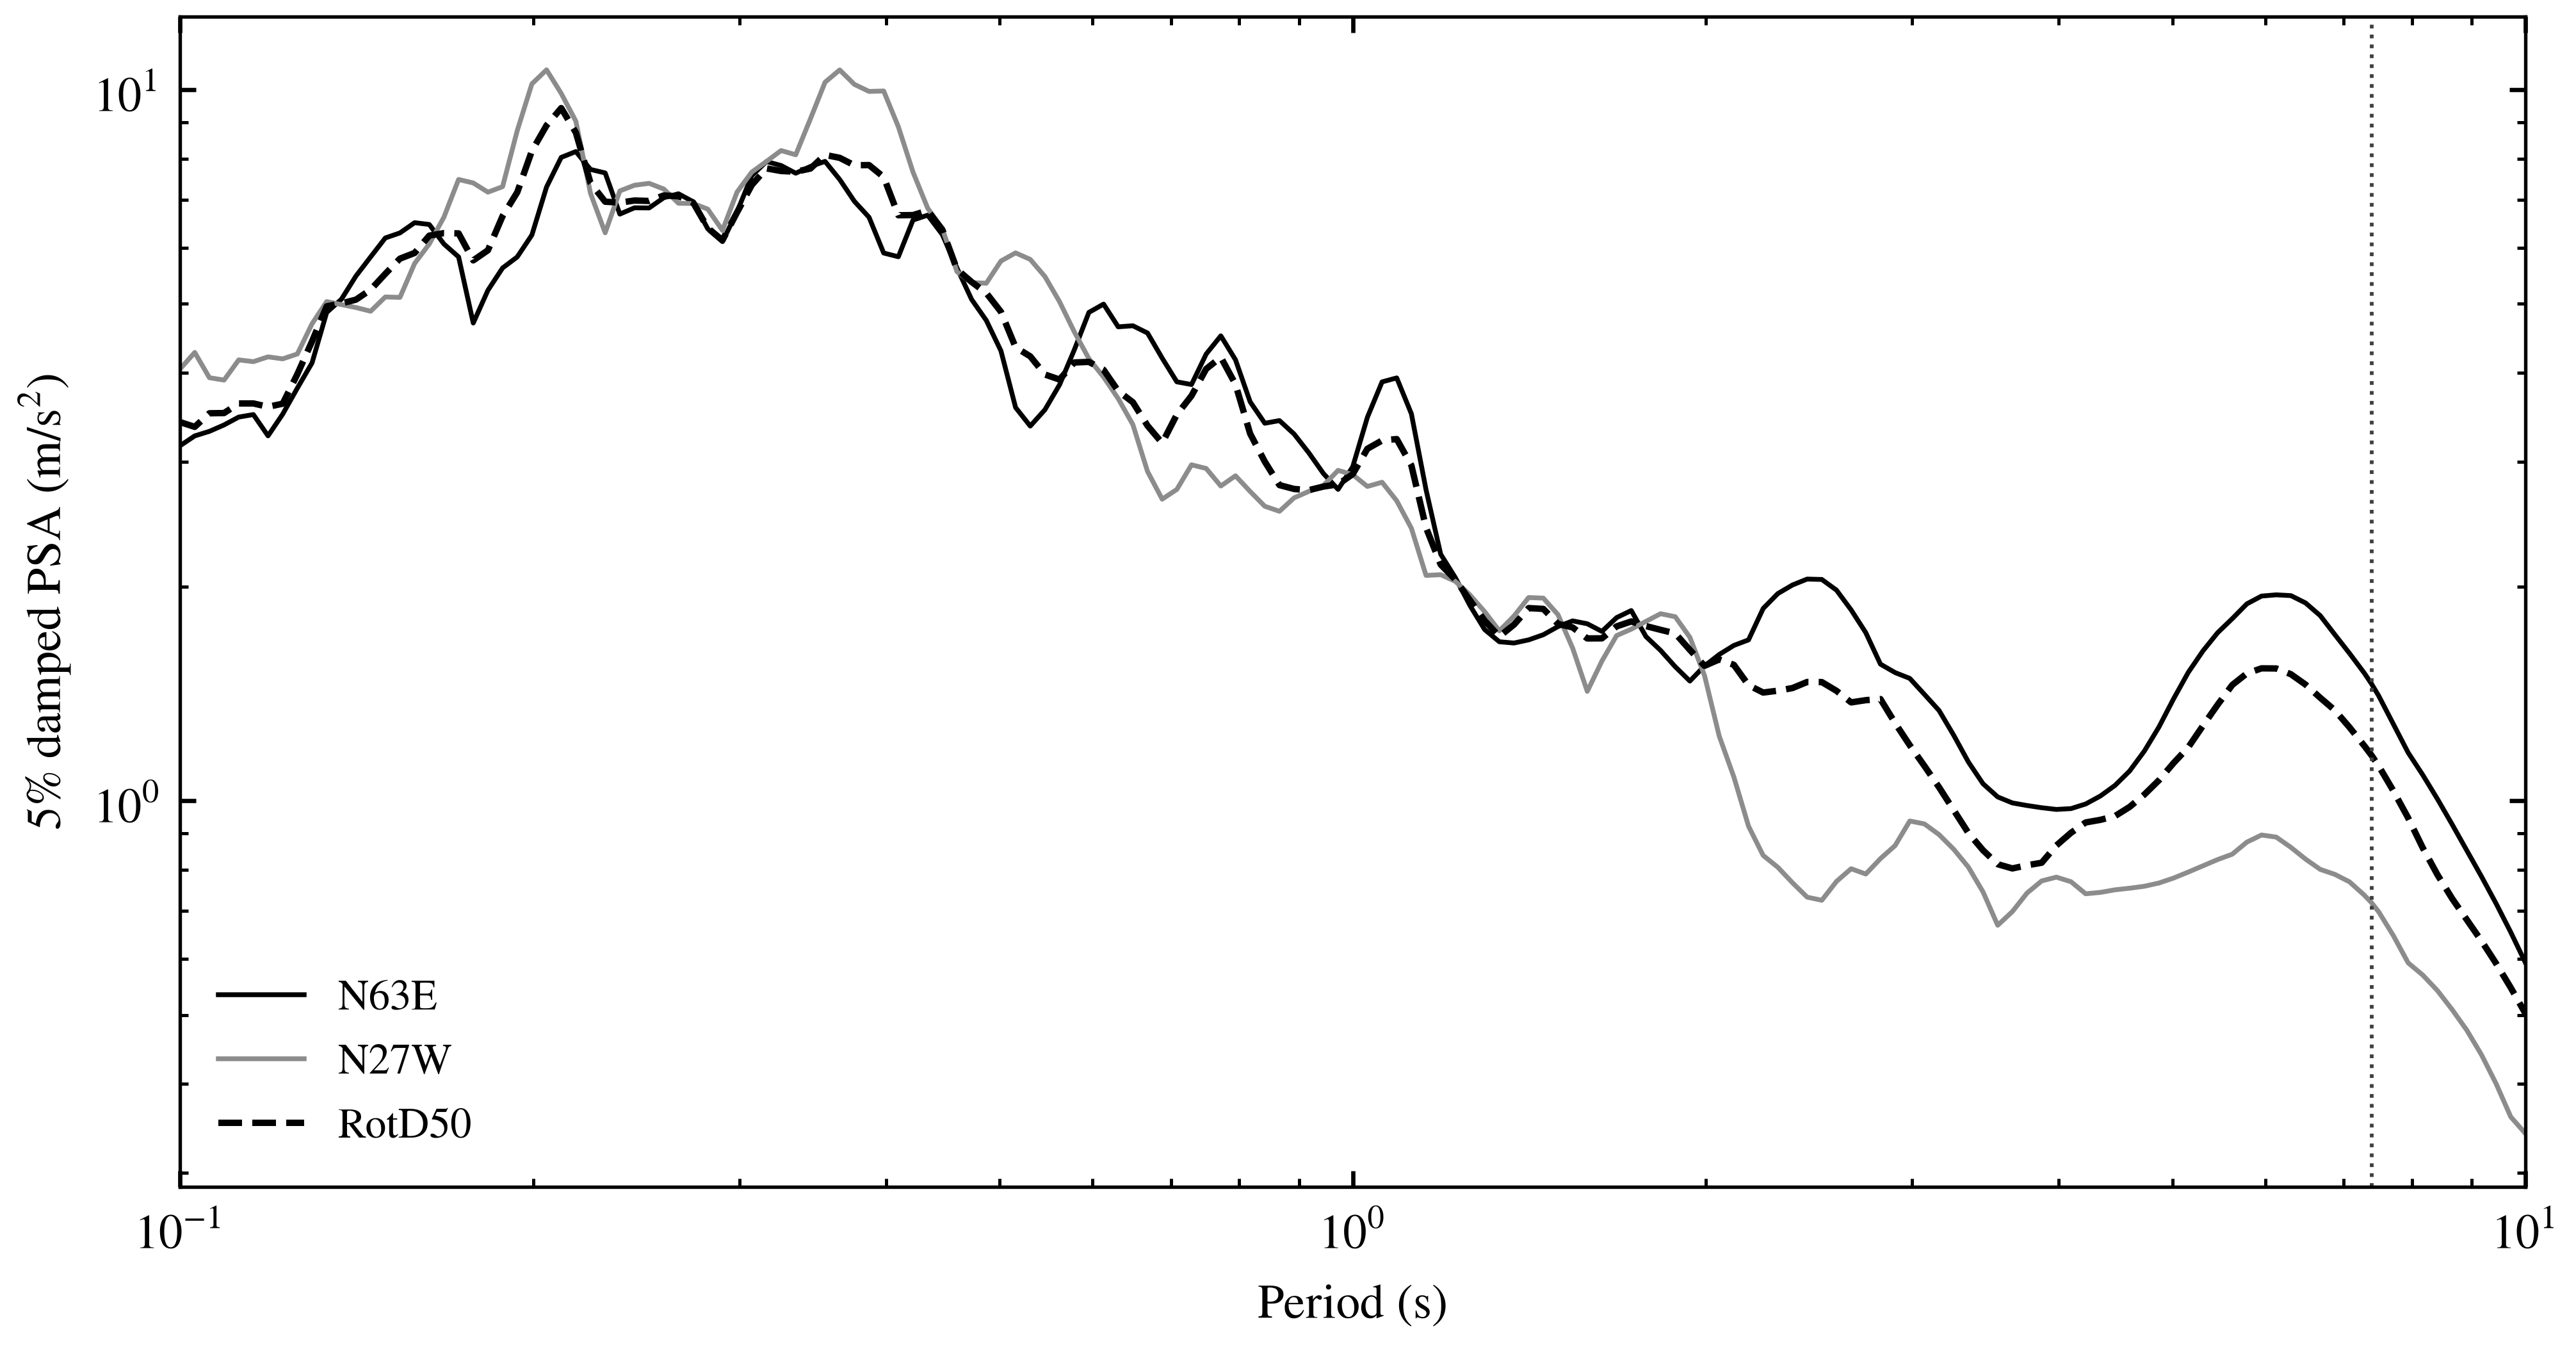 10¹
10⁰
5% damped PSA (m/s²)
N63E
N27W
RotD50
10⁻¹
10⁰
10¹
Period (s)